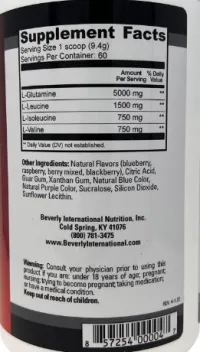 Supplement Facts
Serving Size 1 scoop (9.4g)
Servings Per Container: 60
Amount % Daily
Per Serving Value
L-Glutamine 5000 mg **
L-Leucine 1500 mg **
L-Isoleucine 750 mg **
L-Valine 750 mg **
** Daily Value (DV) not established.
Other Ingredients: Natural Flavors (blueberry,
raspberry, berry mixed, blackberry), Citric Acid,
Guar Gum, Xanthan Gum, Natural Blue Color,
Natural Purple Color, Sucralose, Silicon Dioxide,
Sunflower Lecithin.
Beverly International Nutrition, Inc.
Cold Spring, KY 41076
(800) 781-3475
www.BeverlyInternational.com
Warning: Consult your physician prior to using this
product if you are: under 18 years of age; pregnant;
nursing; trying to become pregnant; taking medication;
or have a medical condition.
Keep out of reach of children.
8 57254 00004 7